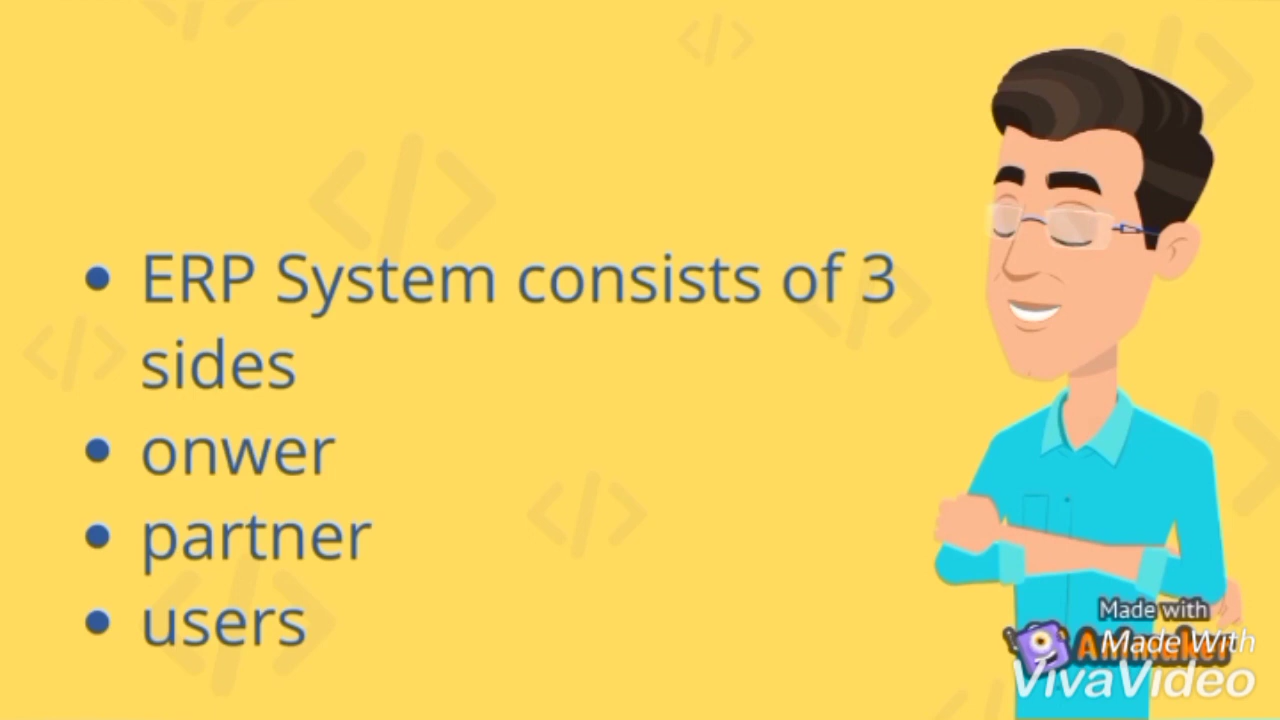 ERP System consists of 3
sides
onwer
partner
users
Made with
Made With
VivaVideo